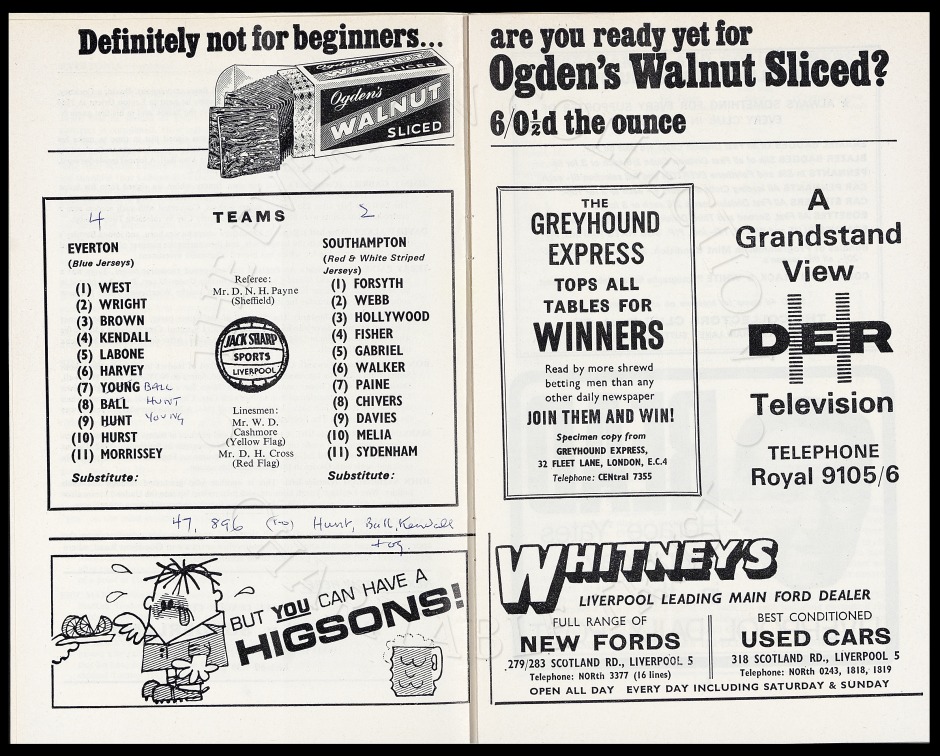 Definitely not for beginners...
Ogden's
WALNUT
SLICED
Ogden's
WALNUT
SLICED
4
TEAMS
2
EVERTON
(Blue Jerseys)
(1) WEST
(2) WRIGHT
(3) BROWN
(4) KENDALL
(5) LABONE
(6) HARVEY
(7) YOUNG BALL
(8) BALL HUNT
(9) HUNT YOUNG
(10) HURST
(11) MORRISSEY
Substitute:
Referee:
Mr. D. N. H. Payne
(Sheffield)
JACK SHARP
SPORTS
LIVERPOOL
Linesmen:
Mr. W. D.
Cashmore
(Yellow Flag)
Mr. D. H. Cross
(Red Flag)
SOUTHAMPTON
(Red & White Striped
Jerseys)
(1) FORSYTH
(2) WEBB
(3) HOLLYWOOD
(4) FISHER
(5) GABRIEL
(6) WALKER
(7) PAINE
(8) CHIVERS
(9) DAVIES
(10) MELIA
(11) SYDENHAM
Substitute:
47,896 (1-0) Hunt, Ball, Kendall
+ og.
BUT YOU CAN HAVE A
HIGSONS!
are you ready yet for
Ogden's Walnut Sliced?
6/0½d the ounce
THE
GREYHOUND
EXPRESS
TOPS ALL
TABLES FOR
WINNERS
Read by more shrewd
betting men than any
other daily newspaper
JOIN THEM AND WIN!
Specimen copy from
GREYHOUND EXPRESS,
32 FLEET LANE, LONDON, E.C.4
Telephone: CENtral 7355
A
Grandstand
View
DER
Television
TELEPHONE
Royal 9105/6
WHITNEY'S
LIVERPOOL LEADING MAIN FORD DEALER
FULL RANGE OF
NEW FORDS
279/283 SCOTLAND RD., LIVERPOOL 5
Telephone: NORth 3377 (16 lines)
BEST CONDITIONED
USED CARS
318 SCOTLAND RD., LIVERPOOL 5
Telephone: NORth 0243, 1818, 1819
OPEN ALL DAY EVERY DAY INCLUDING SATURDAY & SUNDAY